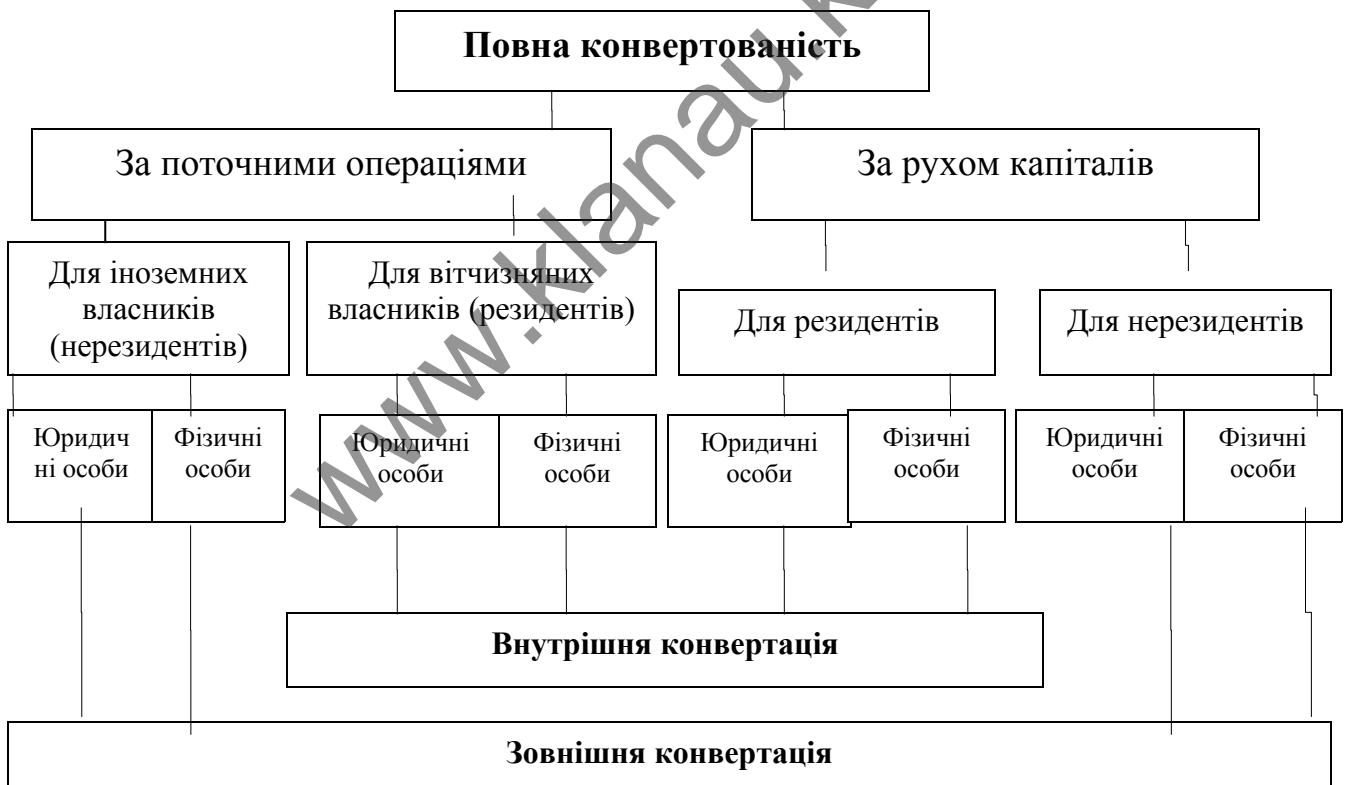 Повна конвертованість
За поточними операціями
За рухом капіталів
Для іноземних
власників
(нерезидентів)
Для вітчизняних
власників (резидентів)
Для резидентів
Для нерезидентів
Юридич
ні особи
Фізичні
особи
Юридичні
особи
Фізичні
особи
Юридичні
особи
Фізичні
особи
Юридичні
особи
Фізичні
особи
Внутрішня конвертація
Зовнішня конвертація
www.klanau.k